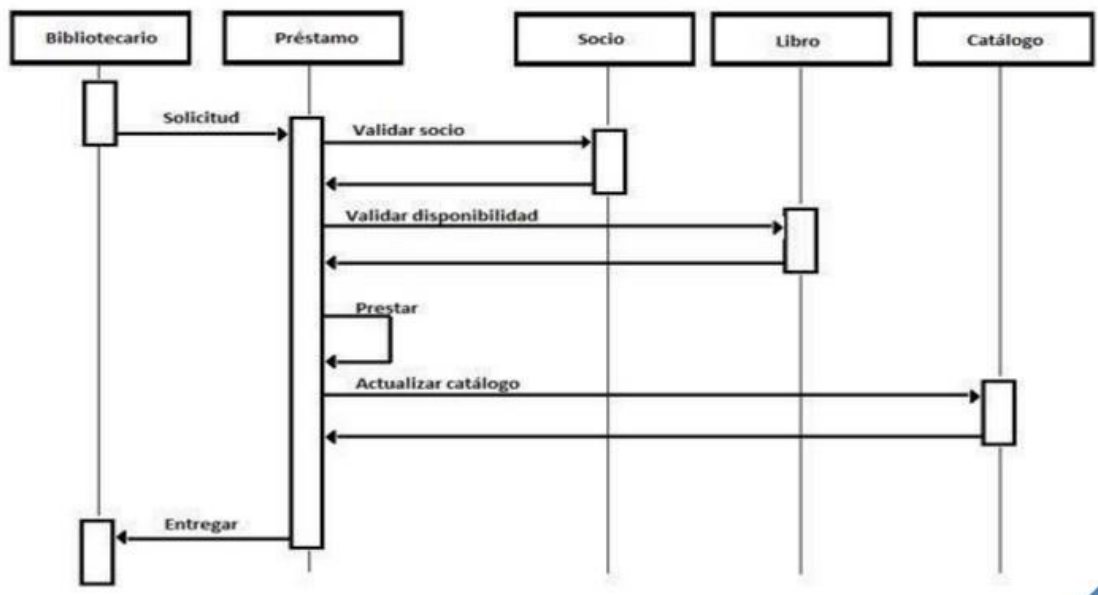 Bibliotecario
Préstamo
Socio
Libro
Catálogo
Solicitud
Validar socio
Validar disponibilidad
Prestar
Actualizar catálogo
Entregar